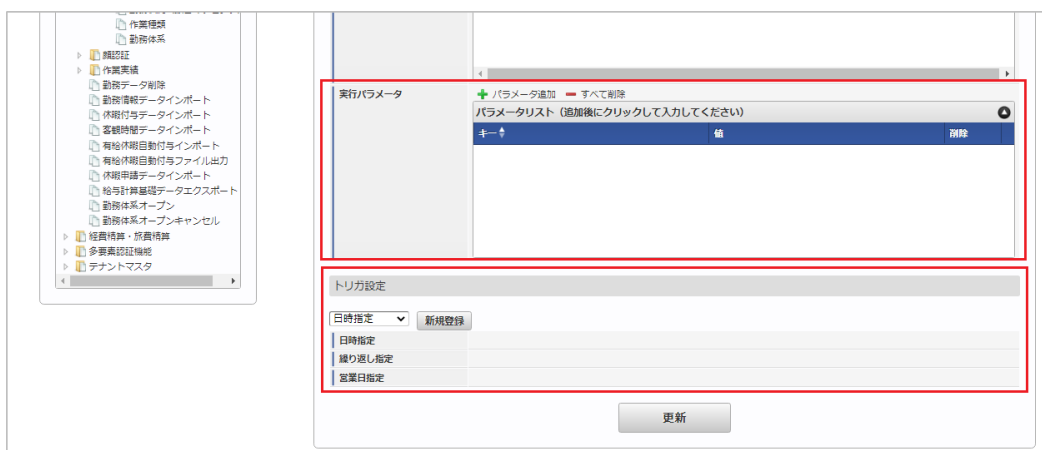 作業種類
勤務体系
顔認証
作業実績
勤務データ削除
勤務情報データインポート
休暇付与データインポート
客観時間データインポート
有給休暇自動付与インポート
有給休暇自動付与ファイル出力
休暇申請データインポート
給与計算基礎データエクスポート
勤務体系オープン
勤務体系オープンキャンセル
経費精算・旅費精算
多要素認証機能
テナントマスタ
実行パラメータ
パラメータ追加 すべて削除
パラメータリスト（追加後にクリックして入力してください）
キー 値 削除
トリガ設定
日時指定 新規登録
日時指定
繰り返し指定
営業日指定
更新